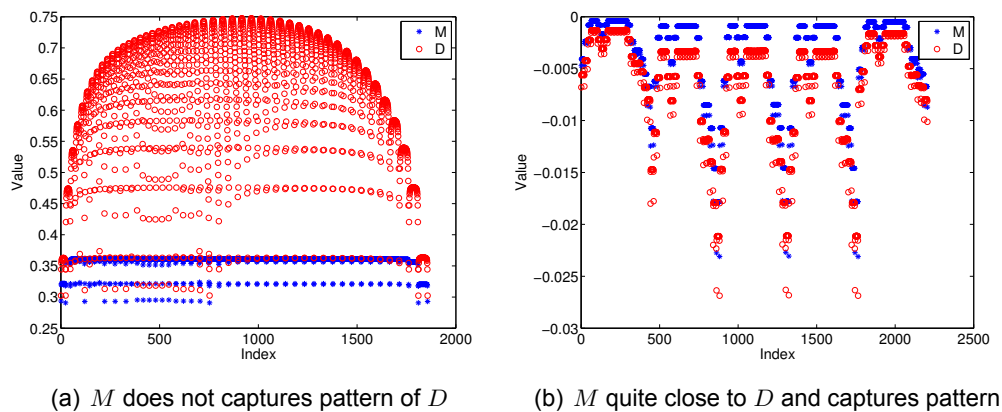 0.75
0.7
0.65
0.6
0.55
0.5
0.45
0.4
0.35
0.3
0.25
Value
0
500
1000
1500
2000
Index
M
D
(a) M does not captures pattern of D
0
−0.005
−0.01
−0.015
−0.02
−0.025
−0.03
Value
0
500
1000
1500
2000
2500
Index
M
D
(b) M quite close to D and captures pattern